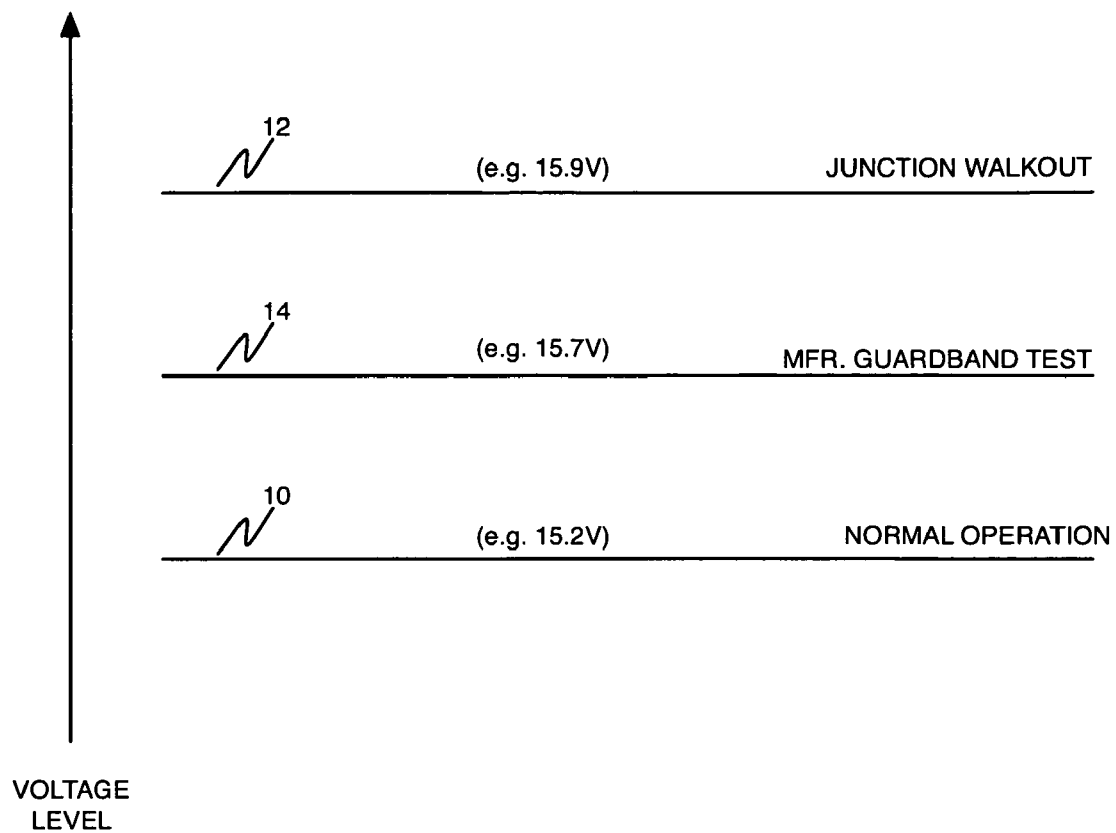 12
(e.g. 15.9V)
JUNCTION WALKOUT
14
(e.g. 15.7V)
MFR. GUARDBAND TEST
10
(e.g. 15.2V)
NORMAL OPERATION
VOLTAGE
LEVEL